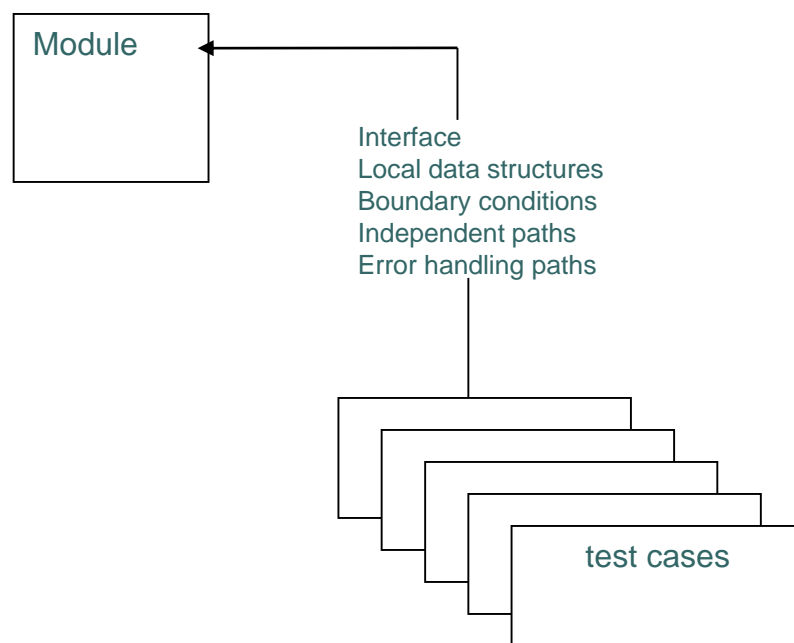 Module
Interface
Local data structures
Boundary conditions
Independent paths
Error handling paths
test cases